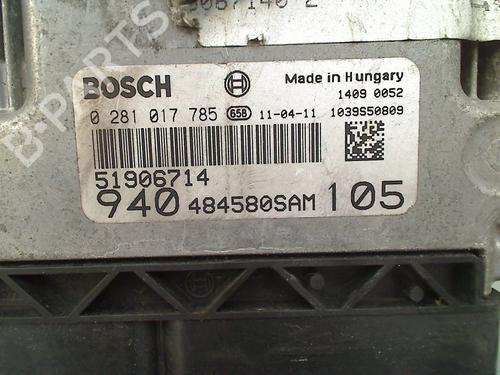 BOSCH Made in Hungary
1409 0052
0 281 017 785 658 11-04-11 1039S50809
51906714
940 484580SAM 105
B-PARTS